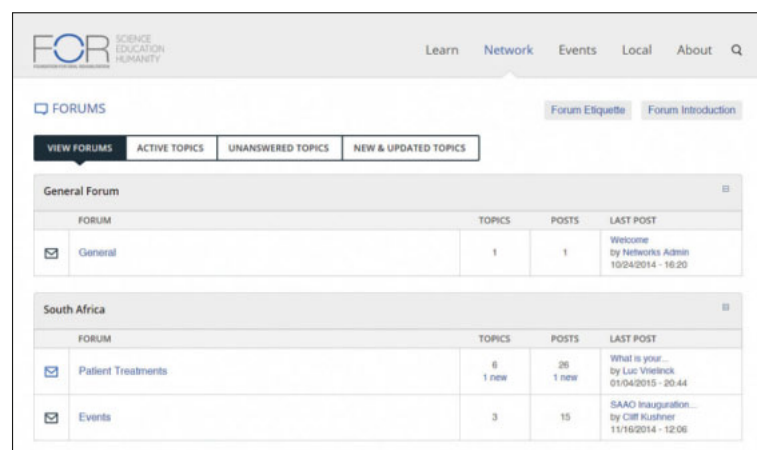 FOR
SCIENCE
EDUCATION
HUMANITY
FOUNDATION FOR ORAL REHABILITATION
Learn Network Events Local About
FORUMS
Forum Etiquette Forum Introduction
VIEW FORUMS ACTIVE TOPICS UNANSWERED TOPICS NEW & UPDATED TOPICS
General Forum
FORUM TOPICS POSTS LAST POST
Welcome
General 1 1 by Networks Admin
10/24/2014 - 16:20
South Africa
FORUM TOPICS POSTS LAST POST
6 26 What is your...
Patient Treatments by Luc Vrielinck
1 new 1 new 01/04/2015 - 20:44
SAAO Inauguration...
Events 3 15 by Cliff Kushner
11/16/2014 - 12:06